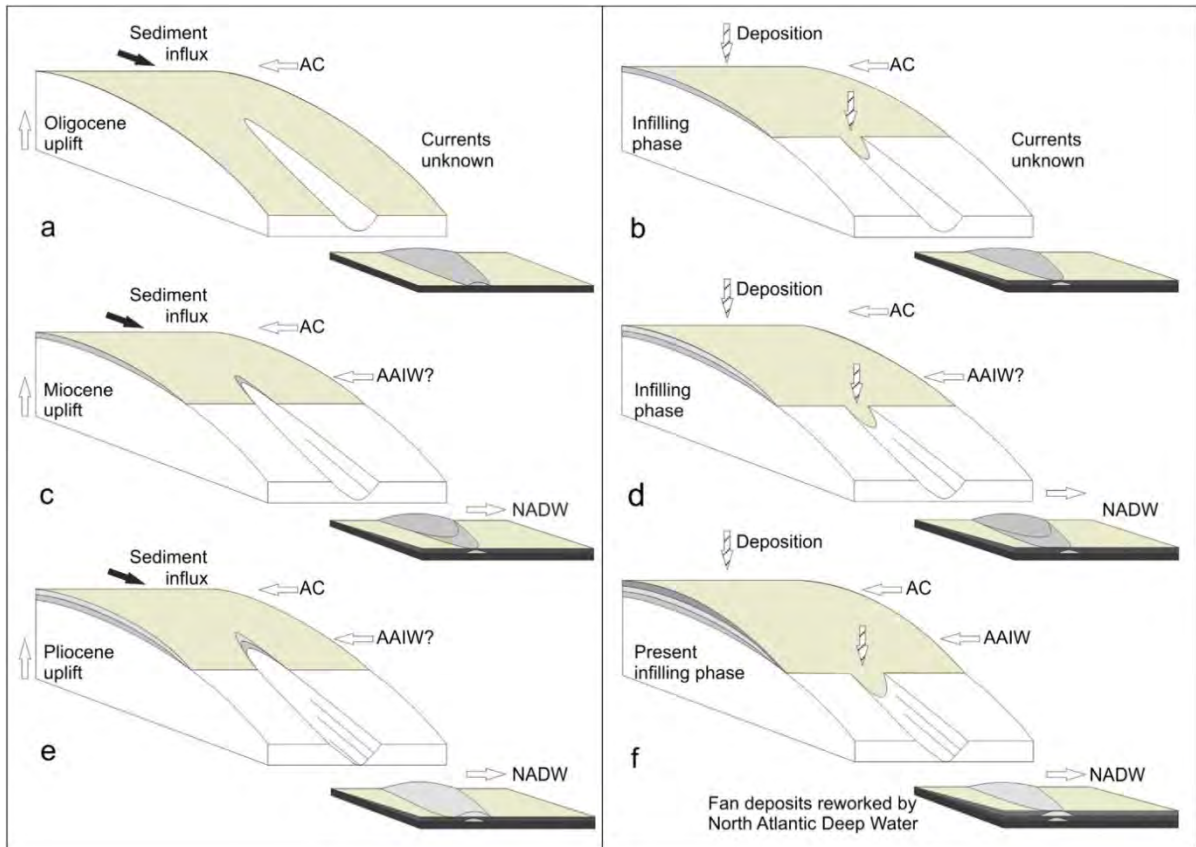 Sediment
influx
AC
Oligocene
uplift
Currents
unknown
a
Deposition
AC
Infilling
phase
Currents
unknown
b
Sediment
influx
AC
AAIW?
Miocene
uplift
c
NADW
Deposition
AC
AAIW?
Infilling
phase
d
NADW
Sediment
influx
AC
AAIW?
Pliocene
uplift
e
NADW
Deposition
AC
AAIW
Present
infilling phase
f
NADW
Fan deposits reworked by
North Atlantic Deep Water